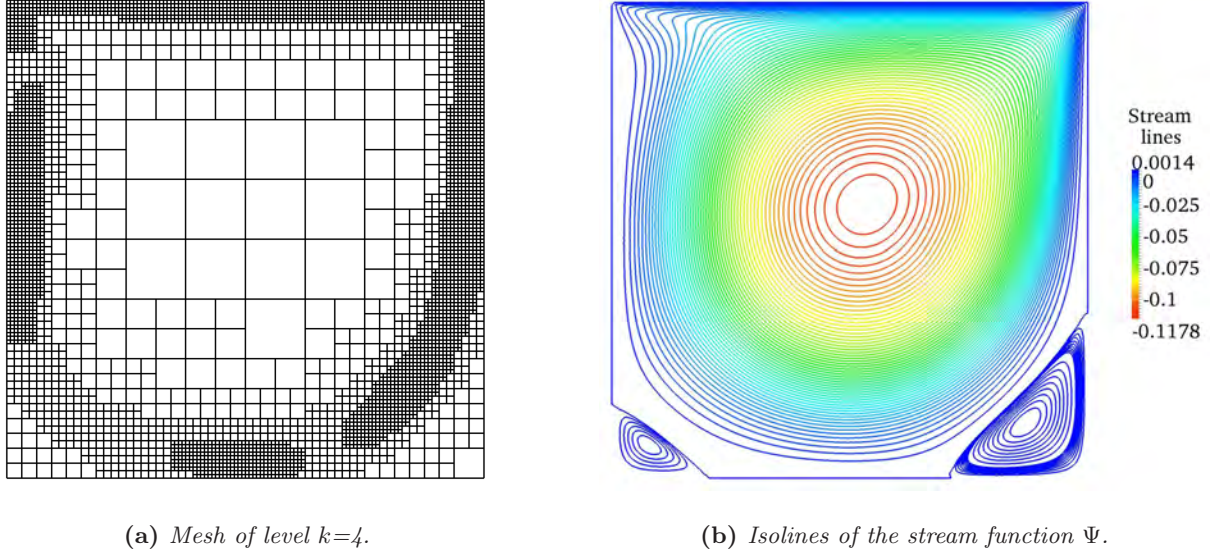 Stream
lines
0.0014
0
-0.025
-0.05
-0.075
-0.1
-0.1178
(a) Mesh of level k=4.
(b) Isolines of the stream function Ψ.